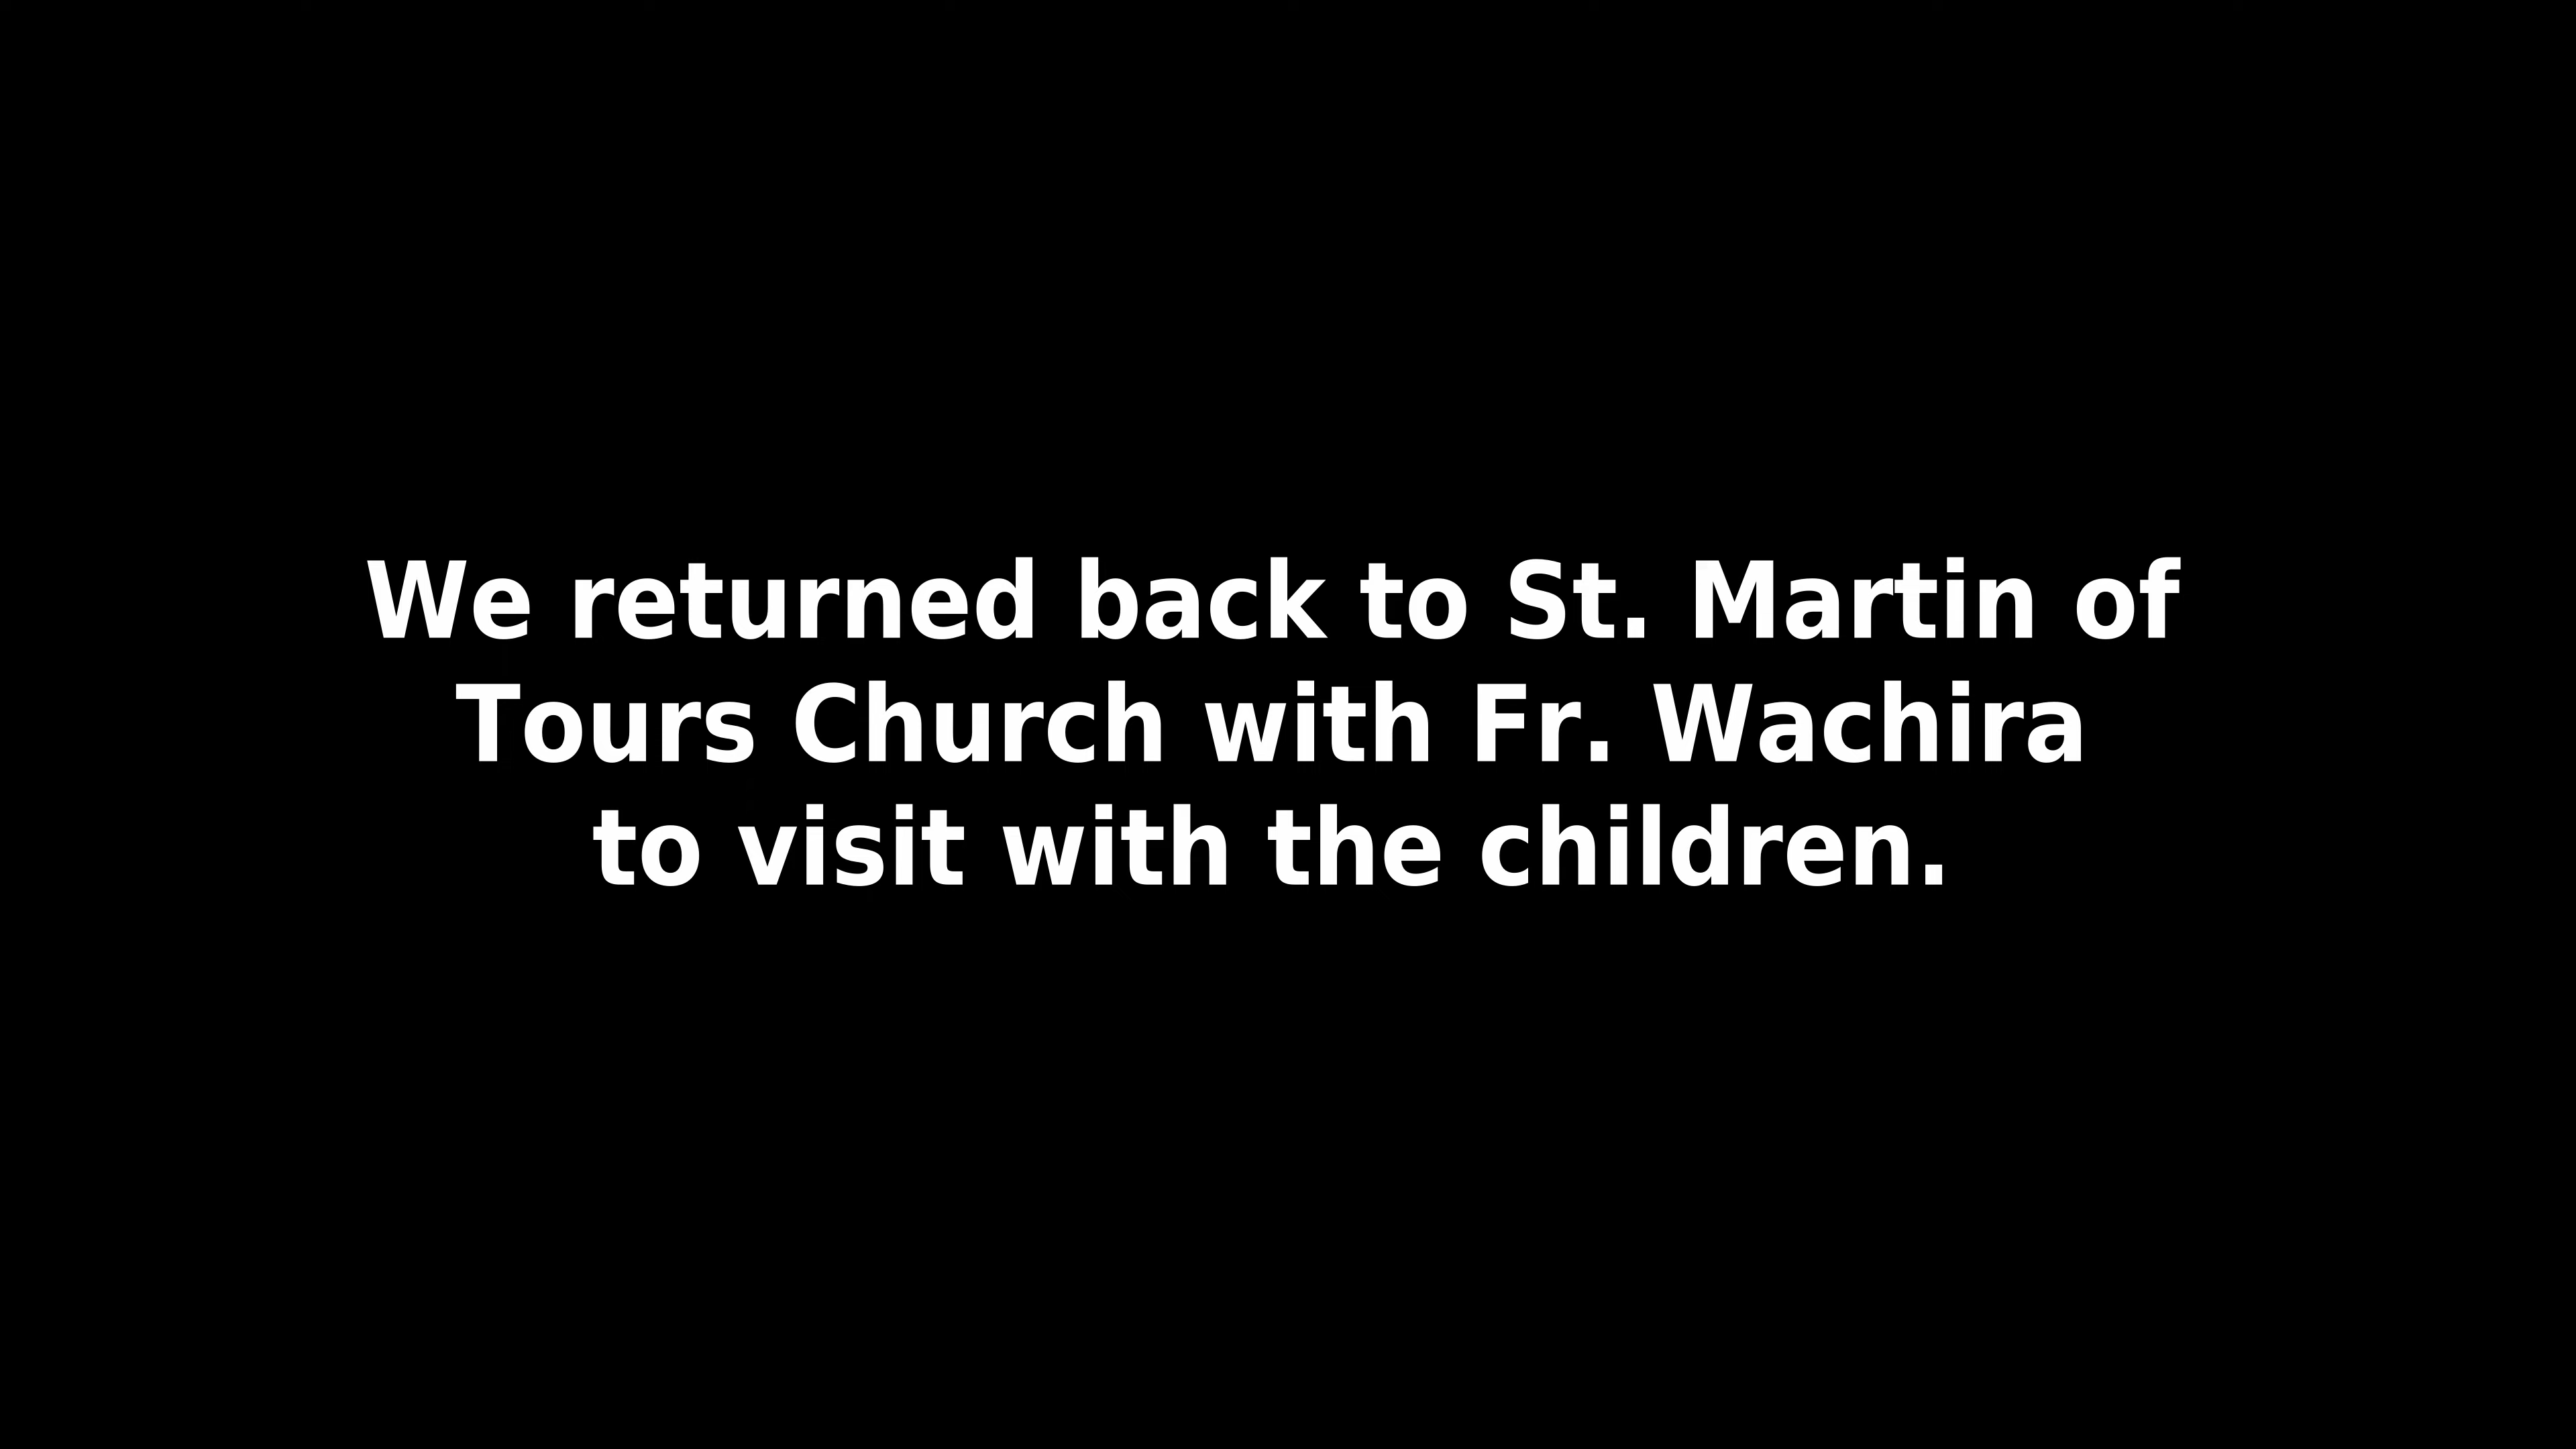 We returned back to St. Martin of
Tours Church with Fr. Wachira
to visit with the children.